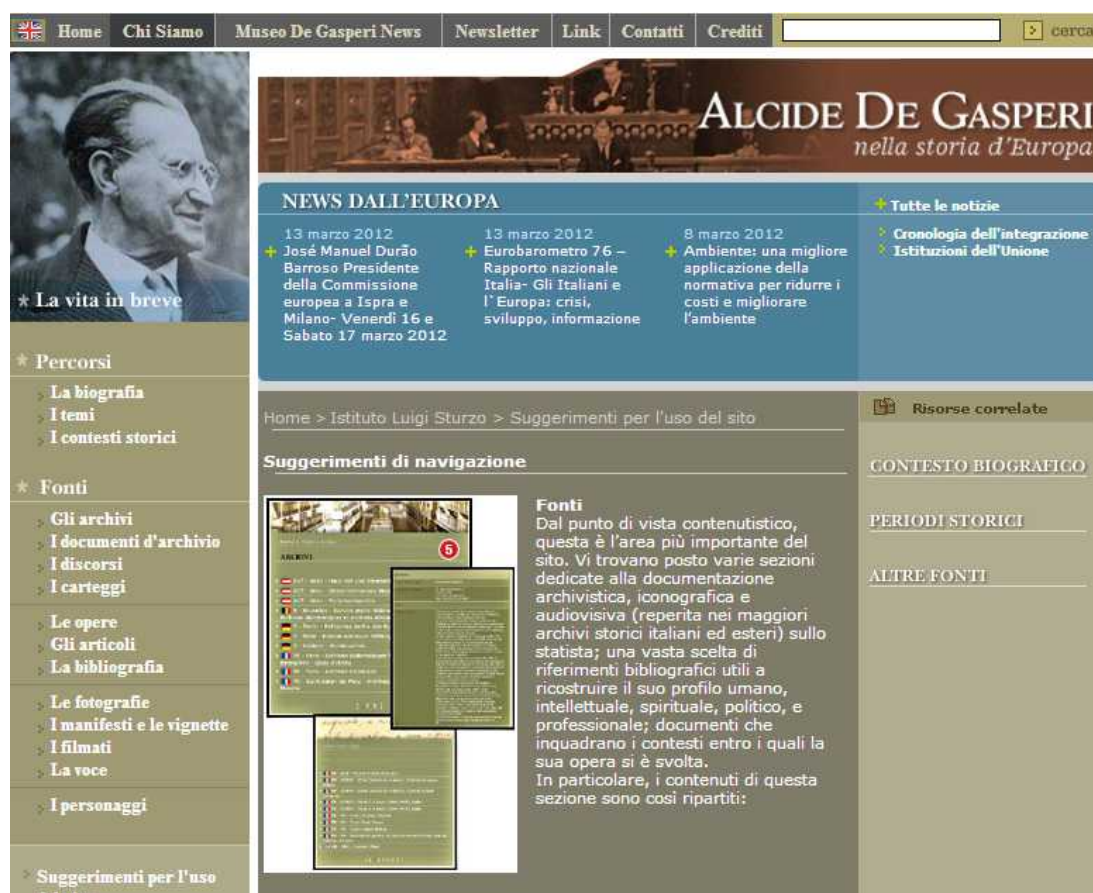 Home Chi Siamo Museo De Gasperi News Newsletter Link Contatti Crediti cerca
ALCIDE DE GASPERI
nella storia d'Europa
* La vita in breve
* Percorsi
La biografia
I temi
I contesti storici
* Fonti
Gli archivi
I documenti d'archivio
I discorsi
I carteggi
Le opere
Gli articoli
La bibliografia
Le fotografie
I manifesti e le vignette
I filmati
La voce
I personaggi
Suggerimenti per l'uso
NEWS DALL'EUROPA
13 marzo 2012
José Manuel Durão
Barroso Presidente
della Commissione
europea a Ispra e
Milano- Venerdì 16 e
Sabato 17 marzo 2012
13 marzo 2012
Eurobarometro 76 –
Rapporto nazionale
Italia- Gli Italiani e
l`Europa: crisi,
sviluppo, informazione
8 marzo 2012
Ambiente: una migliore
applicazione della
normativa per ridurre i
costi e migliorare
l'ambiente
Tutte le notizie
Cronologia dell'integrazione
Istituzioni dell'Unione
Home > Istituto Luigi Sturzo > Suggerimenti per l'uso del sito
Suggerimenti di navigazione
ARCHIVI
5
Fonti
Dal punto di vista contenutistico,
questa è l'area più importante del
sito. Vi trovano posto varie sezioni
dedicate alla documentazione
archivistica, iconografica e
audiovisiva (reperita nei maggiori
archivi storici italiani ed esteri) sullo
statista; una vasta scelta di
riferimenti bibliografici utili a
ricostruire il suo profilo umano,
intellettuale, spirituale, politico, e
professionale; documenti che
inquadrano i contesti entro i quali la
sua opera si è svolta.
In particolare, i contenuti di questa
sezione sono così ripartiti:
Risorse correlate
CONTESTO BIOGRAFICO
PERIODI STORICI
ALTRE FONTI